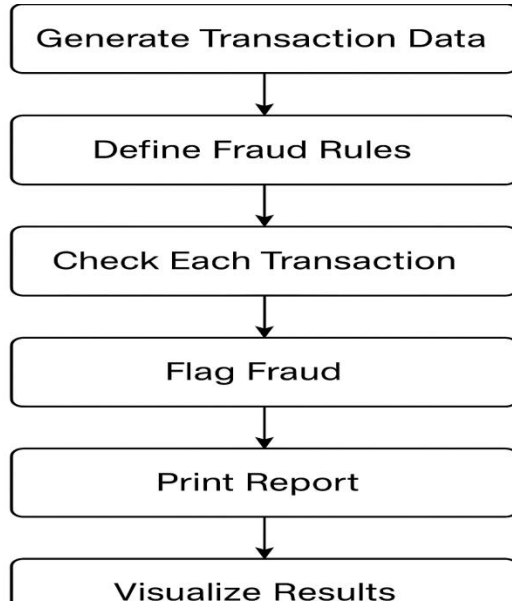 Generate Transaction Data
Define Fraud Rules
Check Each Transaction
Flag Fraud
Print Report
Visualize Results